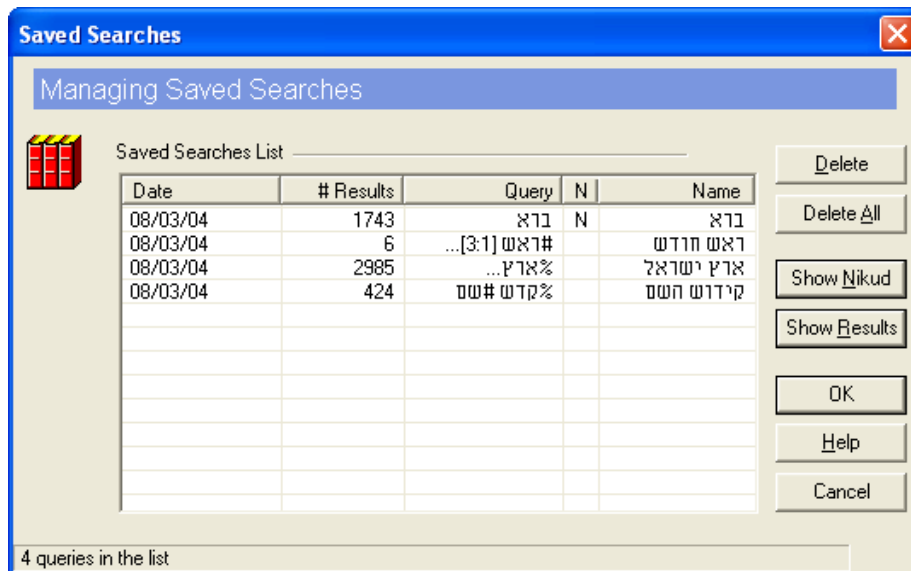 Saved Searches
Managing Saved Searches
Saved Searches List
Date # Results Query N Name
08/03/04 1743 ברא N ברא
08/03/04 6 #ראש [3:1]... ראש חודש
08/03/04 2985 %ארץ... ארץ ישראל
08/03/04 424 %קדש #שם קידוש השם
Delete
Delete All
Show Nikud
Show Results
OK
Help
Cancel
4 queries in the list